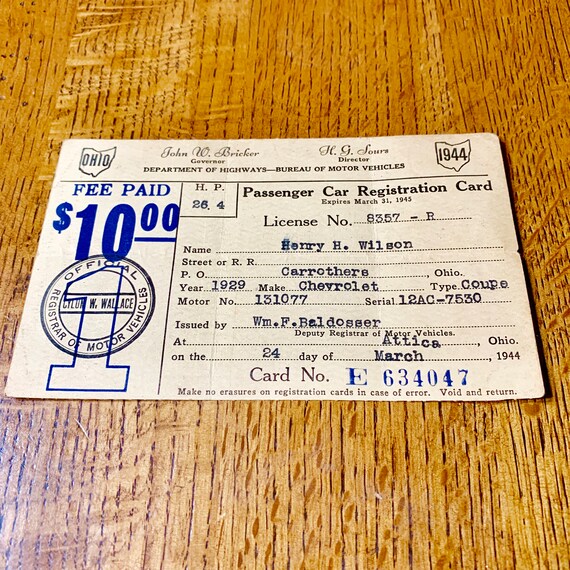 OHIO
John W. Bricker
Governor
H. G. Sours
Director
1944
DEPARTMENT OF HIGHWAYS—BUREAU OF MOTOR VEHICLES
FEE PAID
$10.00
H. P.
26.4
Passenger Car Registration Card
Expires March 31, 1945
License No. 8357 - R
Name Henry H. Wilson
Street or R. R.
P. O. Carrothers, Ohio.
Year 1929 Make Chevrolet Type Coupe
Motor No. 131077 Serial 12AC-7530
Issued by Wm.F.Baldosser
Deputy Registrar of Motor Vehicles.
At Attica, Ohio.
on the 24 day of March, 1944
Card No. E 634047
Make no erasures on registration cards in case of error. Void and return.
OFFICIAL
W. WALLACE
REGISTRAR OF MOTOR VEHICLES
1